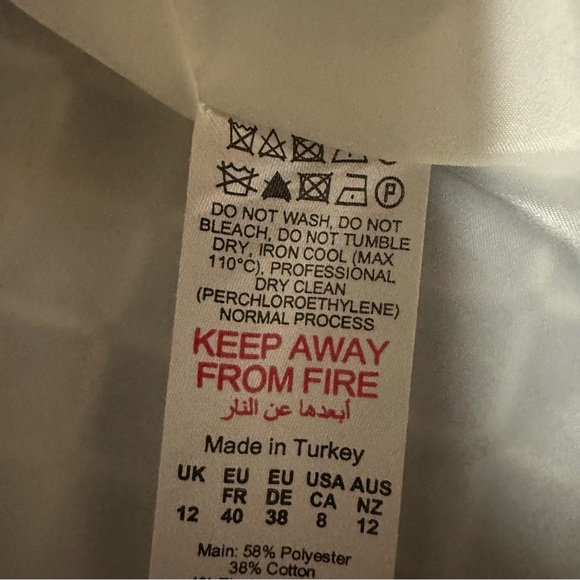 DO NOT WASH, DO NOT
BLEACH, DO NOT TUMBLE
DRY, IRON COOL (MAX
110°C), PROFESSIONAL
DRY CLEAN
(PERCHLOROETHYLENE)
NORMAL PROCESS
KEEP AWAY
FROM FIRE
أبعدها عن النار
Made in Turkey
UK EU EU USA AUS
FR DE CA NZ
12 40 38 8 12
Main: 58% Polyester
38% Cotton